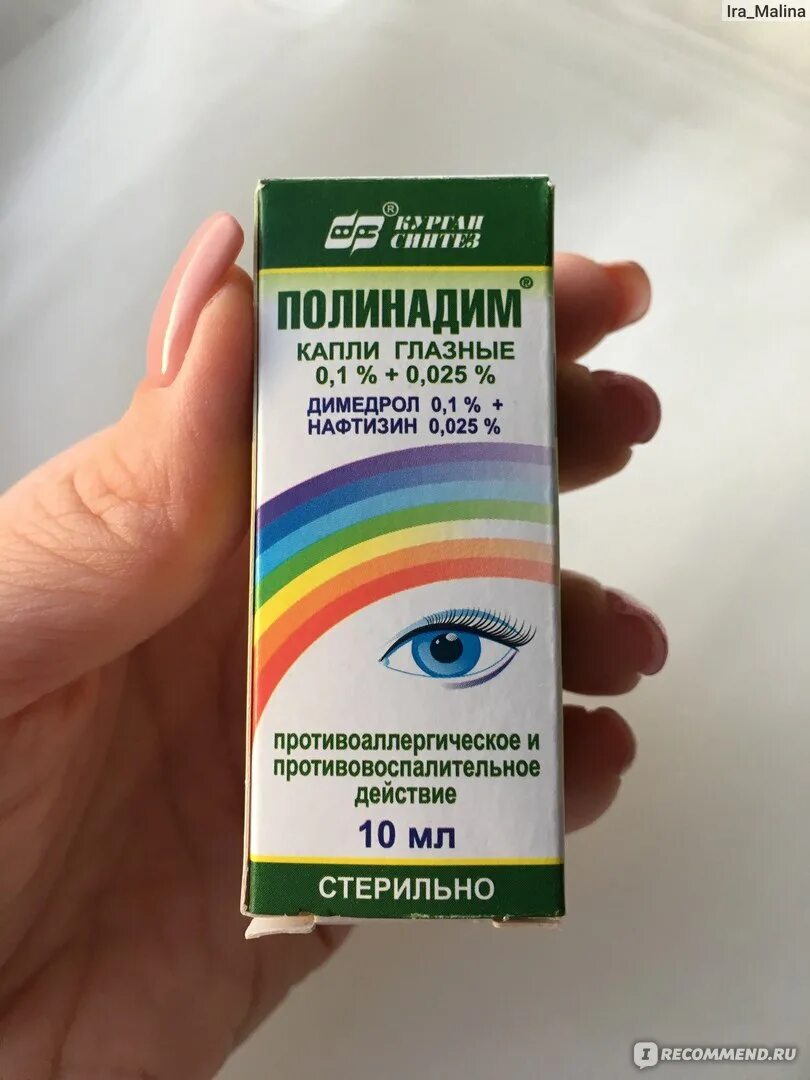 Ira_Malina
® КУРГАН
СИНТЕЗ
ПОЛИНАДИМ®
КАПЛИ ГЛАЗНЫЕ
0,1 % + 0,025 %
ДИМЕДРОЛ 0,1 % +
НАФТИЗИН 0,025 %
противоаллергическое и
противовоспалительное
действие
10 мл
СТЕРИЛЬНО
IRECOMMEND.RU